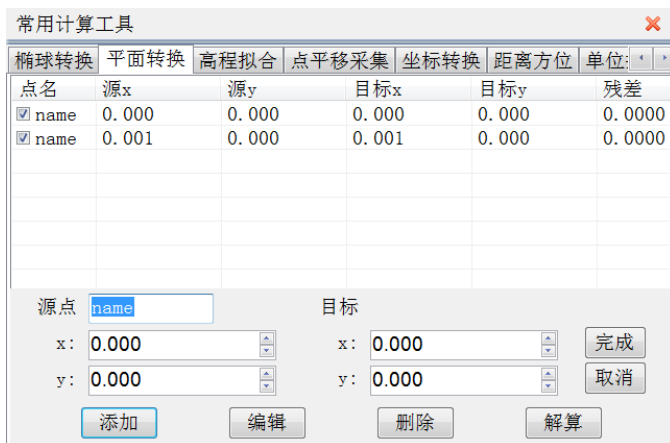 常用计算工具
椭球转换 平面转换 高程拟合 点平移采集 坐标转换 距离方位 单位
点名 源x 源y 目标x 目标y 残差
name 0.000 0.000 0.000 0.000 0.0000
name 0.001 0.000 0.001 0.000 0.0000
源点 name 目标
x: 0.000 x: 0.000 完成
y: 0.000 y: 0.000 取消
添加 编辑 删除 解算